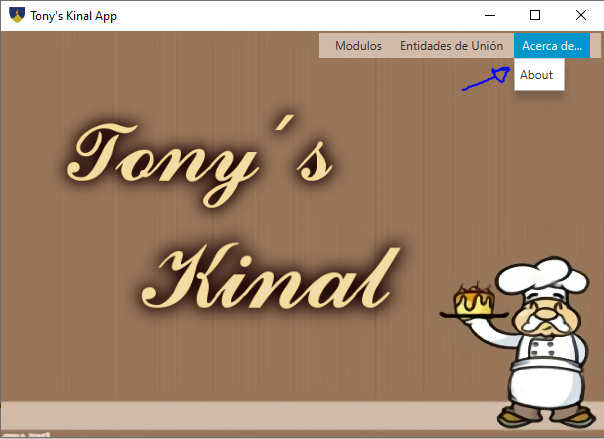 Tony's Kinal App
Modulos Entidades de Unión Acerca de...
About
Tony´s
Kinal